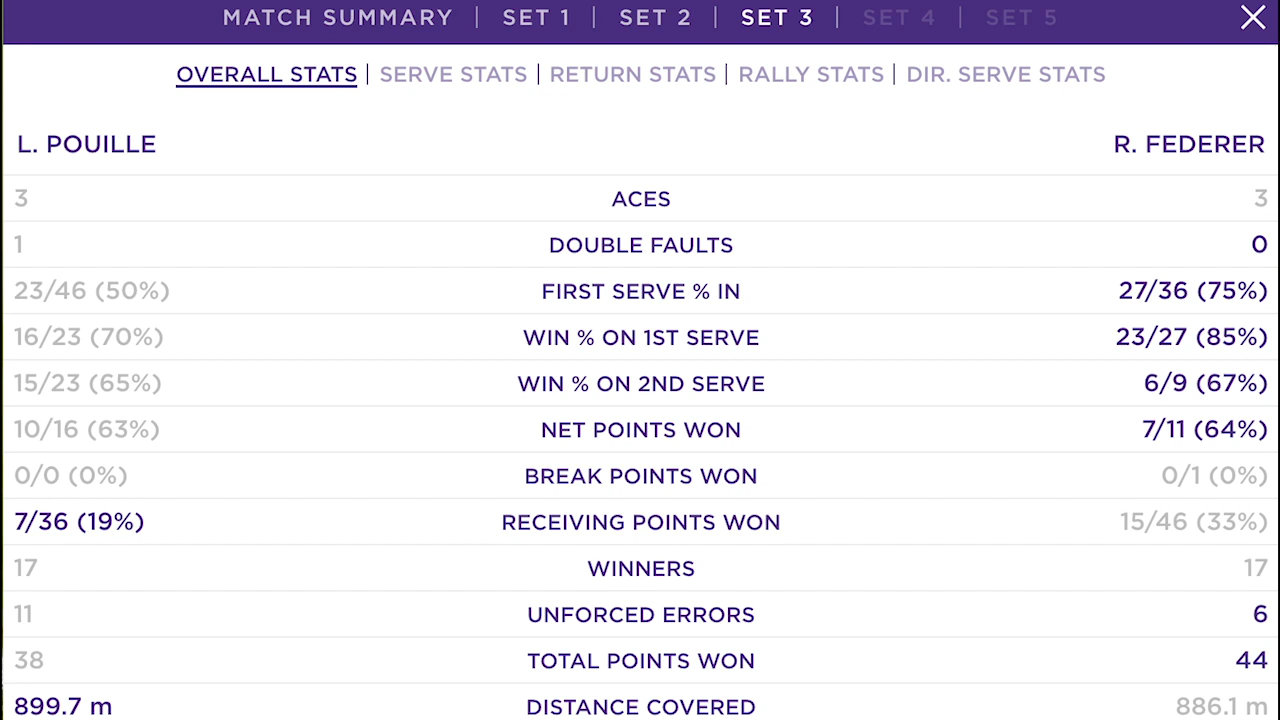 MATCH SUMMARY | SET 1 | SET 2 | SET 3 | SET 4 | SET 5
OVERALL STATS | SERVE STATS | RETURN STATS | RALLY STATS | DIR. SERVE STATS
L. POUILLE R. FEDERER
3 ACES 3
1 DOUBLE FAULTS 0
23/46 (50%) FIRST SERVE % IN 27/36 (75%)
16/23 (70%) WIN % ON 1ST SERVE 23/27 (85%)
15/23 (65%) WIN % ON 2ND SERVE 6/9 (67%)
10/16 (63%) NET POINTS WON 7/11 (64%)
0/0 (0%) BREAK POINTS WON 0/1 (0%)
7/36 (19%) RECEIVING POINTS WON 15/46 (33%)
17 WINNERS 17
11 UNFORCED ERRORS 6
38 TOTAL POINTS WON 44
899.7 m DISTANCE COVERED 886.1 m